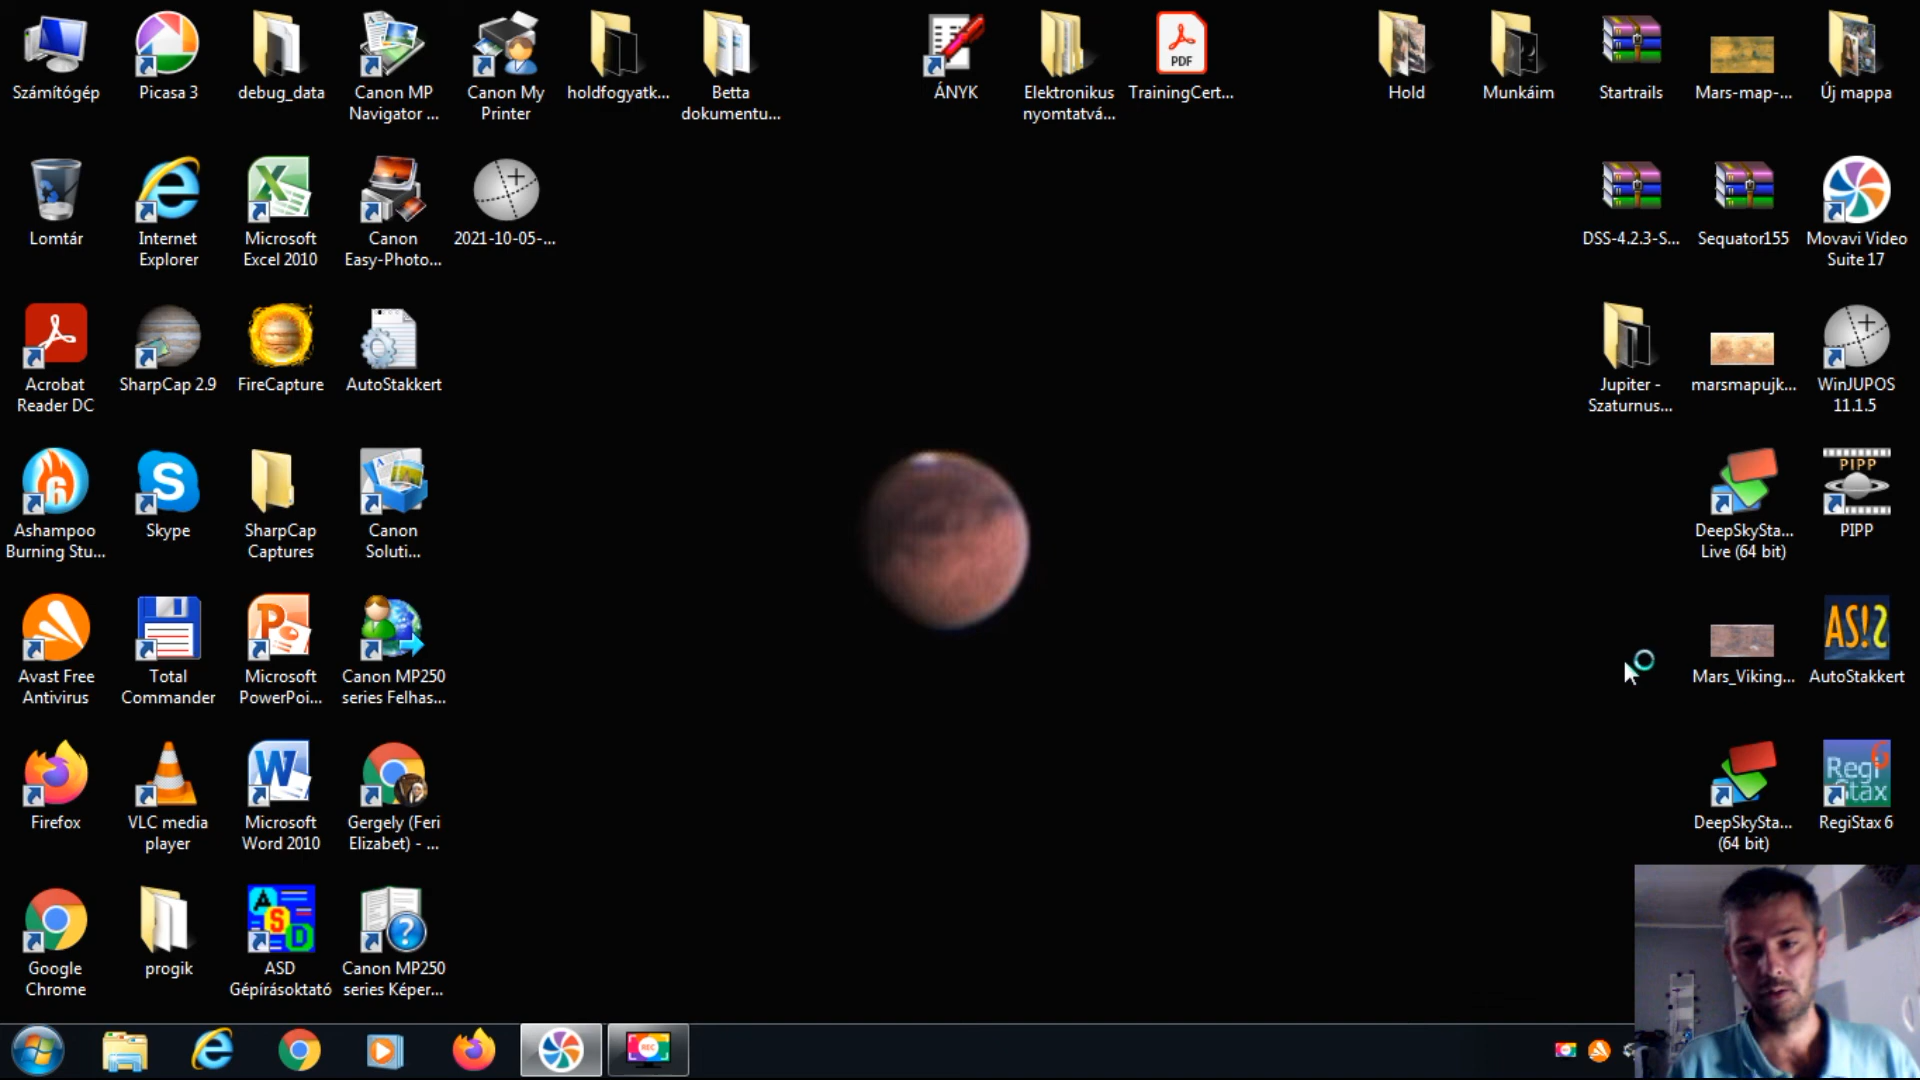 Számítógép
Picasa 3
debug_data
Canon MP
Navigator ...
Canon My
Printer
holdfogyatk...
Betta
dokumentu...
ÁNYK
Elektronikus
nyomtatvá...
PDF
TrainingCert...
Hold
Munkáim
Startrails
Mars-map-...
Új mappa
Lomtár
Internet
Explorer
Microsoft
Excel 2010
Canon
Easy-Photo...
2021-10-05-...
DSS-4.2.3-S...
Sequator155
Movavi Video
Suite 17
Acrobat
Reader DC
SharpCap 2.9
FireCapture
AutoStakkert
Jupiter -
Szaturnus...
marsmapujk...
WinJUPOS
11.1.5
Ashampoo
Burning Stu...
Skype
SharpCap
Captures
Canon
Soluti...
DeepSkySta...
Live (64 bit)
PIPP
PIPP
Avast Free
Antivirus
Total
Commander
Microsoft
PowerPoi...
Canon MP250
series Felhas...
Mars_Viking...
AS!2
AutoStakkert
Firefox
VLC media
player
Microsoft
Word 2010
Gergely (Feri
Elizabet) - ...
DeepSkySta...
(64 bit)
Regi
Stax
6
RegiStax 6
Google
Chrome
progik
ASD
ASD
Gépírásoktató
Canon MP250
series Képer...
REC